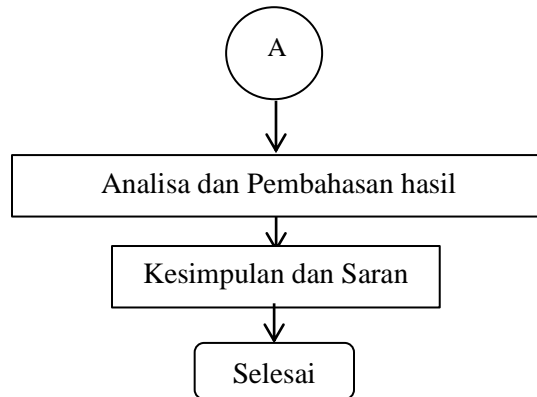 A
Analisa dan Pembahasan hasil
Kesimpulan dan Saran
Selesai